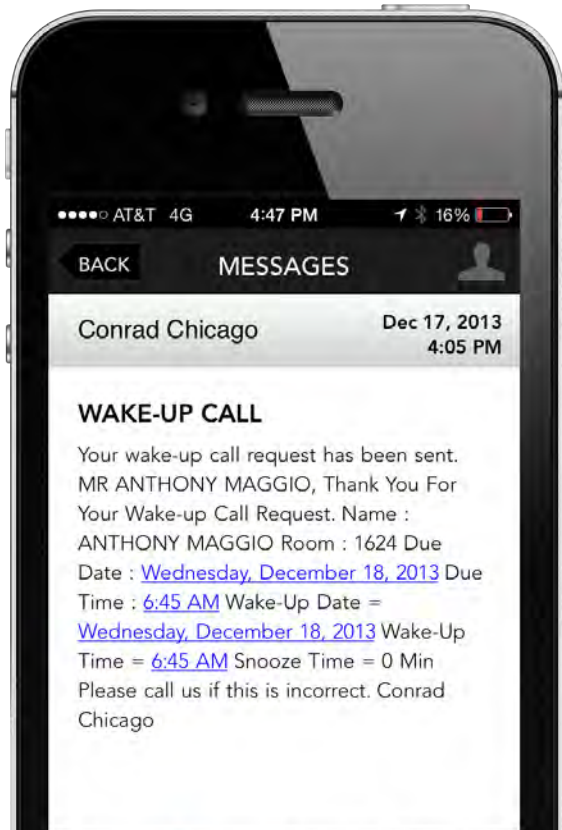 AT&T 4G 4:47 PM 16%
BACK MESSAGES
Conrad Chicago Dec 17, 2013
4:05 PM
WAKE-UP CALL
Your wake-up call request has been sent.
MR ANTHONY MAGGIO, Thank You For
Your Wake-up Call Request. Name :
ANTHONY MAGGIO Room : 1624 Due
Date : Wednesday, December 18, 2013 Due
Time : 6:45 AM Wake-Up Date =
Wednesday, December 18, 2013 Wake-Up
Time = 6:45 AM Snooze Time = 0 Min
Please call us if this is incorrect. Conrad
Chicago